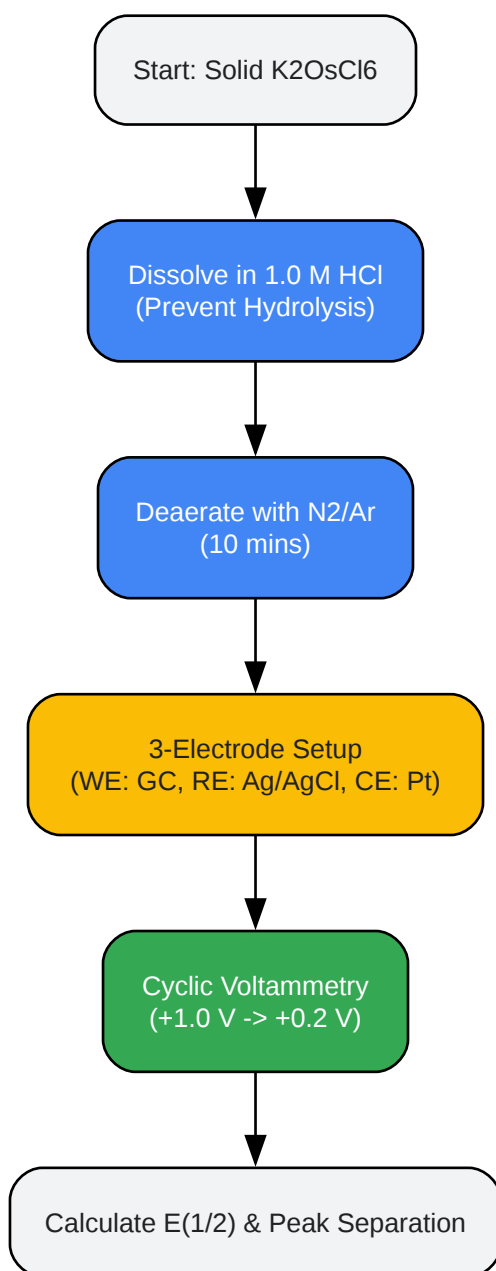 Start: Solid K2OsCl6
Dissolve in 1.0 M HCl
(Prevent Hydrolysis)
Deaerate with N2/Ar
(10 mins)
3-Electrode Setup
(WE: GC, RE: Ag/AgCl, CE: Pt)
Cyclic Voltammetry
(+1.0 V -> +0.2 V)
Calculate E(1/2) & Peak Separation